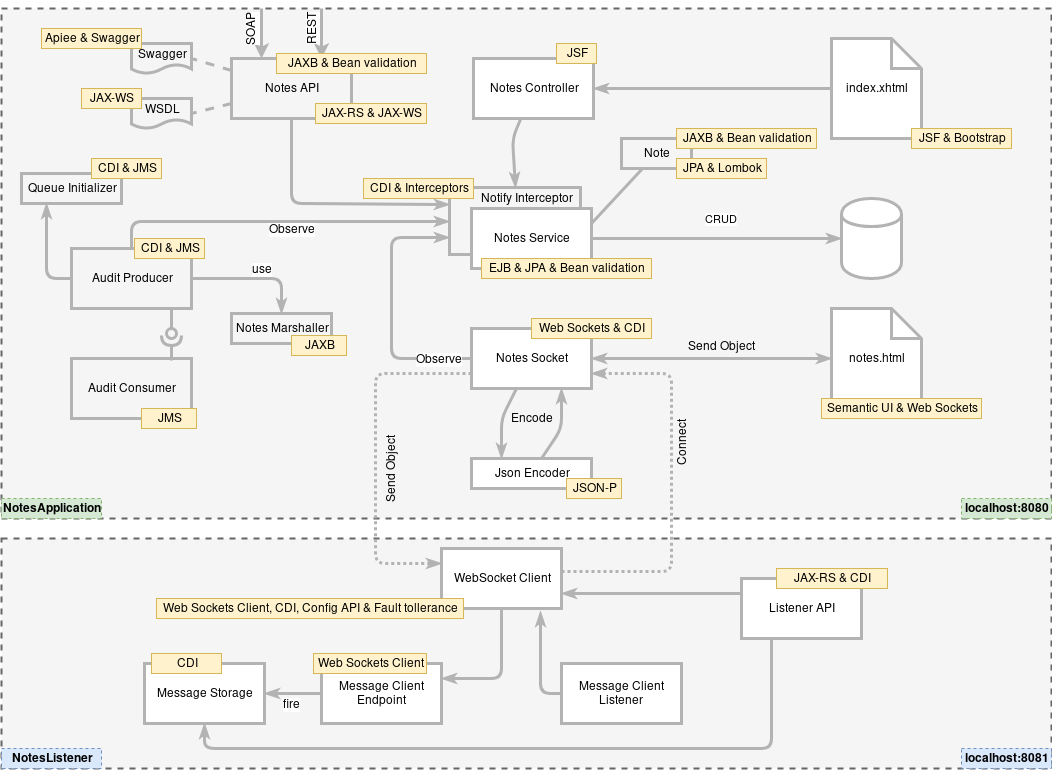 SOAP
REST
Apiee & Swagger
Swagger
JAXB & Bean validation
Notes API
JAX-WS
WSDL
JAX-RS & JAX-WS
JSF
Notes Controller
index.xhtml
JSF & Bootstrap
JAXB & Bean validation
Note
JPA & Lombok
CDI & JMS
Queue Initializer
CDI & Interceptors
Notify Interceptor
Observe
Notes Service
CRUD
EJB & JPA & Bean validation
CDI & JMS
Audit Producer
use
Notes Marshaller
JAXB
Web Sockets & CDI
Observe
Notes Socket
Send Object
notes.html
Semantic UI & Web Sockets
Audit Consumer
JMS
Encode
Send Object
Connect
Json Encoder
JSON-P
NotesApplication
localhost:8080
WebSocket Client
JAX-RS & CDI
Listener API
Web Sockets Client, CDI, Config API & Fault tollerance
CDI
Message Storage
Web Sockets Client
Message Client
Endpoint
fire
Message Client
Listener
NotesListener
localhost:8081